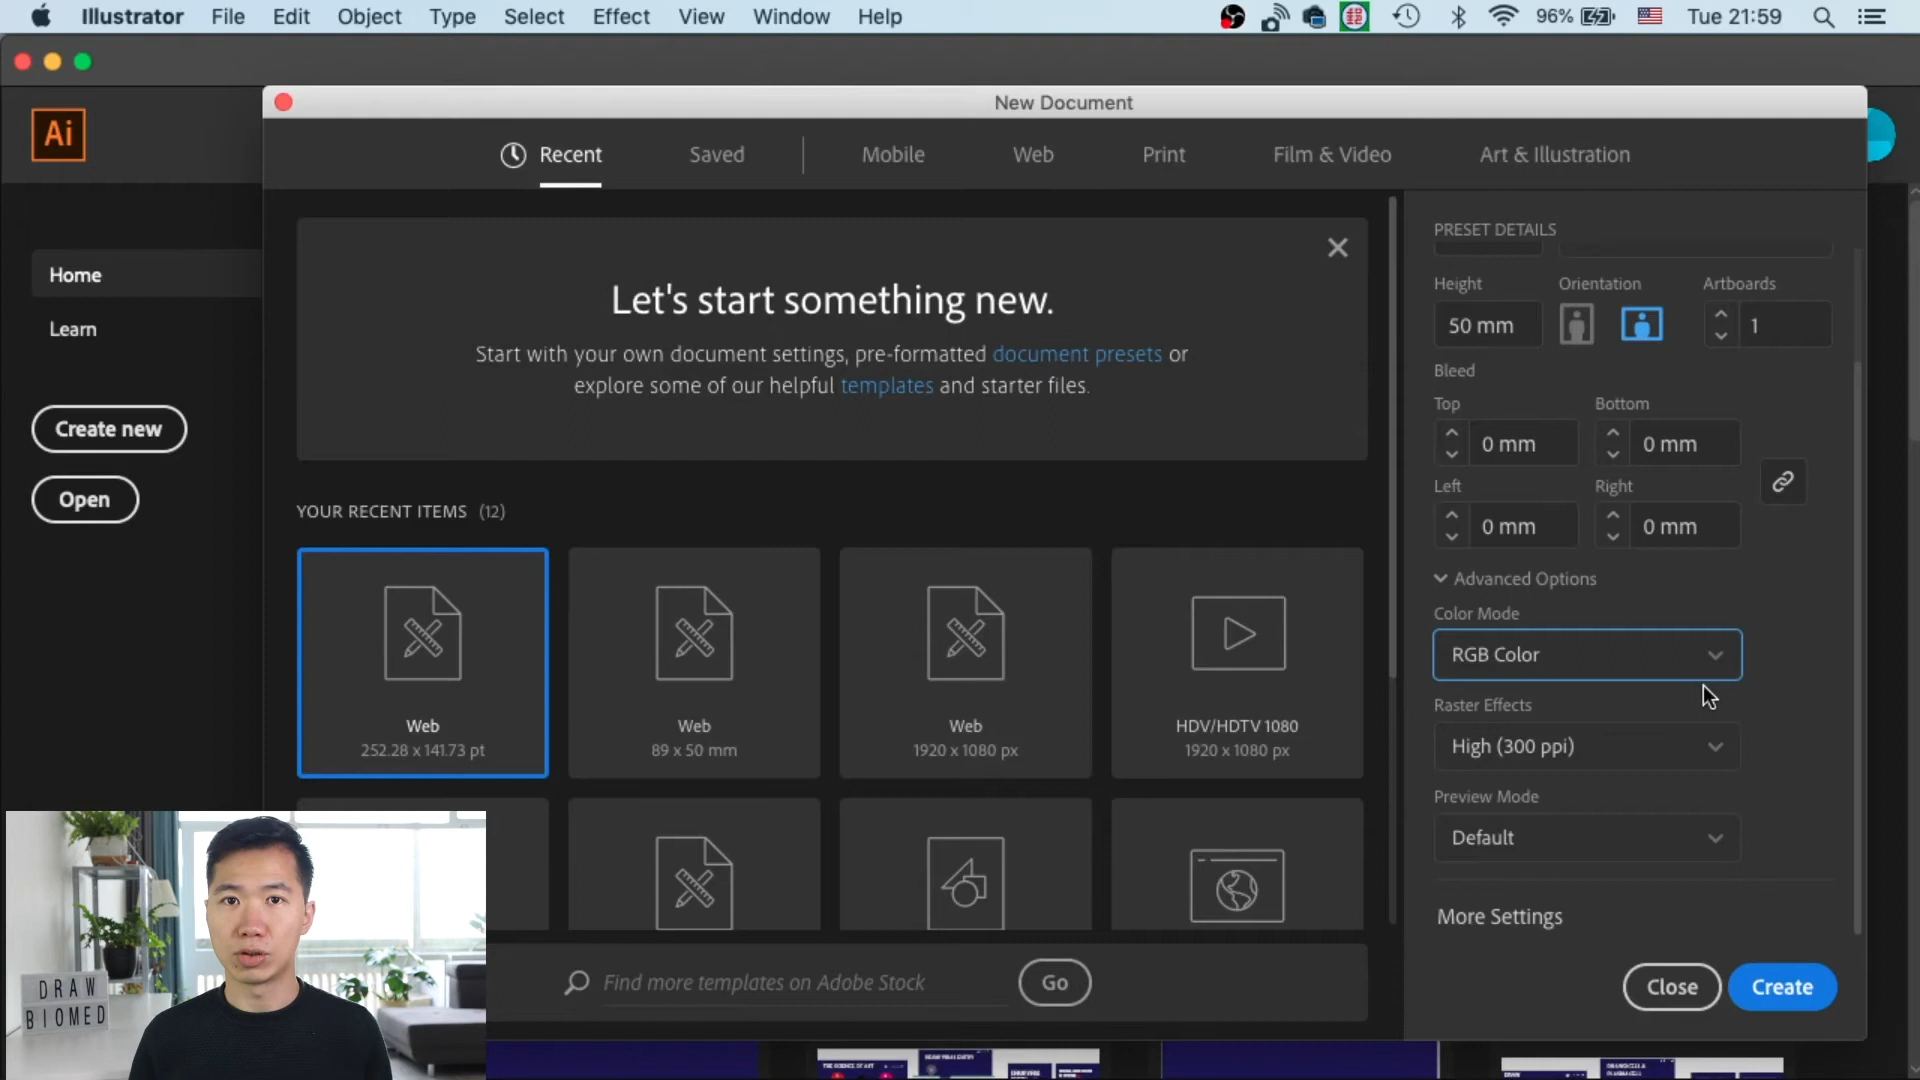 Illustrator File Edit Object Type Select Effect View Window Help 96% Tue 21:59
New Document
Ai
Recent Saved Mobile Web Print Film & Video Art & Illustration
Home
Learn
Create new
Open
Let's start something new.
Start with your own document settings, pre-formatted document presets or
explore some of our helpful templates and starter files.
YOUR RECENT ITEMS (12)
Web
252.28 x 141.73 pt
Web
89 x 50 mm
Web
1920 x 1080 px
HDV/HDTV 1080
1920 x 1080 px
Find more templates on Adobe Stock
Go
PRESET DETAILS
Height Orientation Artboards
50 mm 1
Bleed
Top Bottom
0 mm 0 mm
Left Right
0 mm 0 mm
Advanced Options
Color Mode
RGB Color
Raster Effects
High (300 ppi)
Preview Mode
Default
More Settings
Close Create
DRAW
BIOMED
THE SCIENCE OF ART